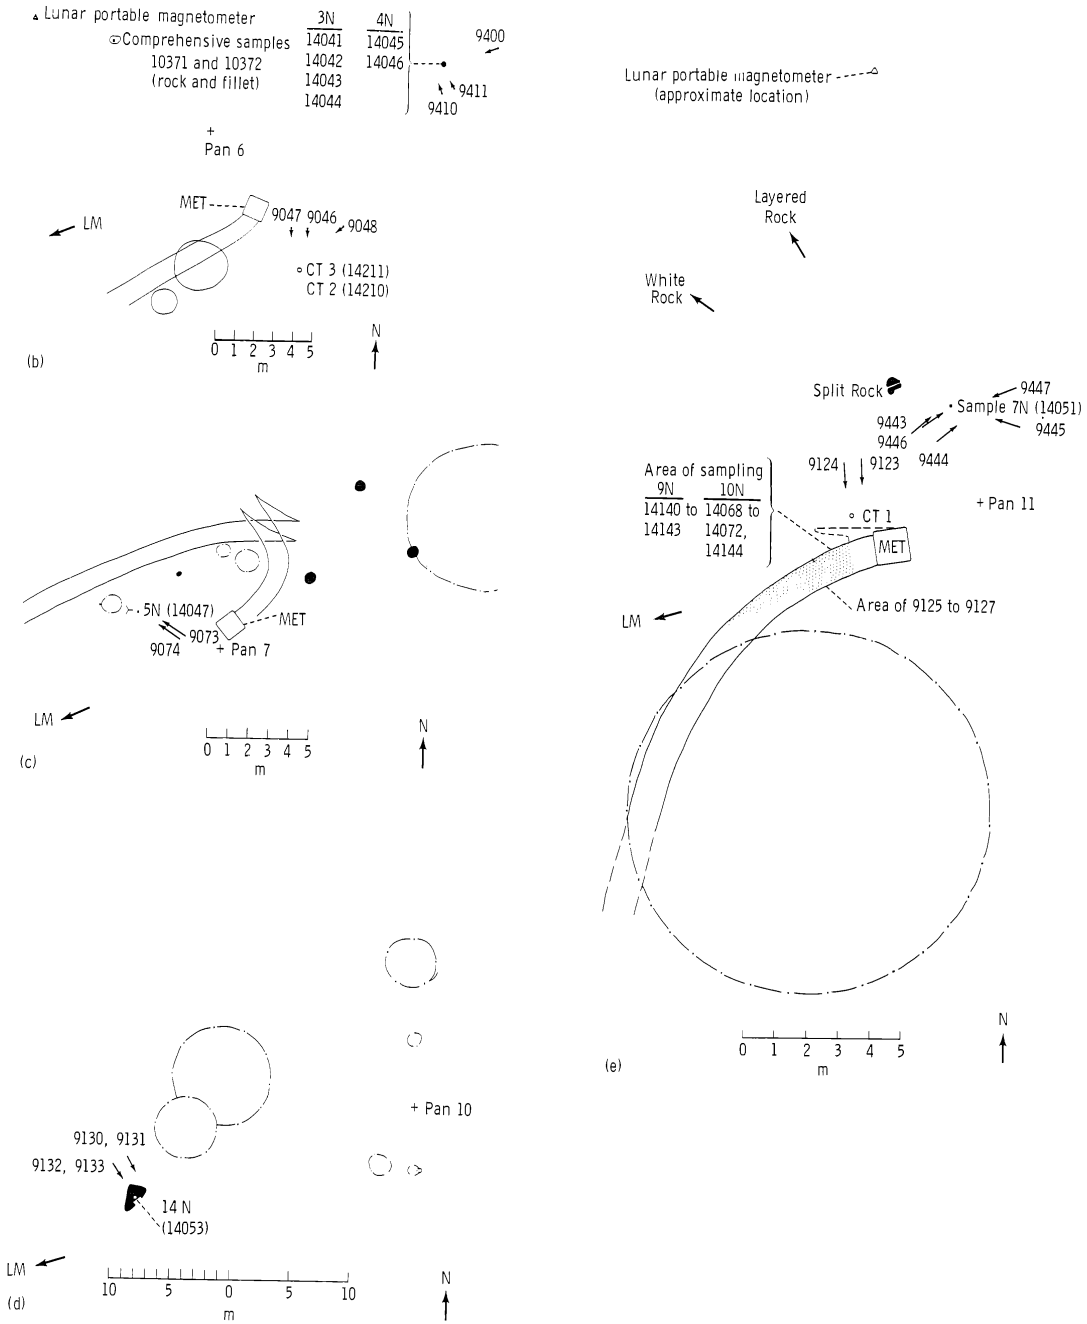 Lunar portable magnetometer
Comprehensive samples
10371 and 10372
(rock and fillet)
3N
14041
14042
14043
14044
4N
14045
14046
9400
9411
9410
+
Pan 6
MET
LM
9047 9046
9048
CT 3 (14211)
CT 2 (14210)
N
0 1 2 3 4 5
m
(b)
5N (14047)
9073
9074
MET
+ Pan 7
LM
N
0 1 2 3 4 5
m
(c)
+ Pan 10
9130, 9131
9132, 9133
14 N
(14053)
LM
N
10 5 0 5 10
m
(d)
Lunar portable magnetometer
(approximate location)
Layered
Rock
White
Rock
Split Rock
9447
Sample 7N (14051)
9443
9446
9445
9444
9124
9123
Area of sampling
9N
14140 to
14143
10N
14068 to
14072,
14144
+ Pan 11
CT 1
MET
Area of 9125 to 9127
LM
N
0 1 2 3 4 5
m
(e)